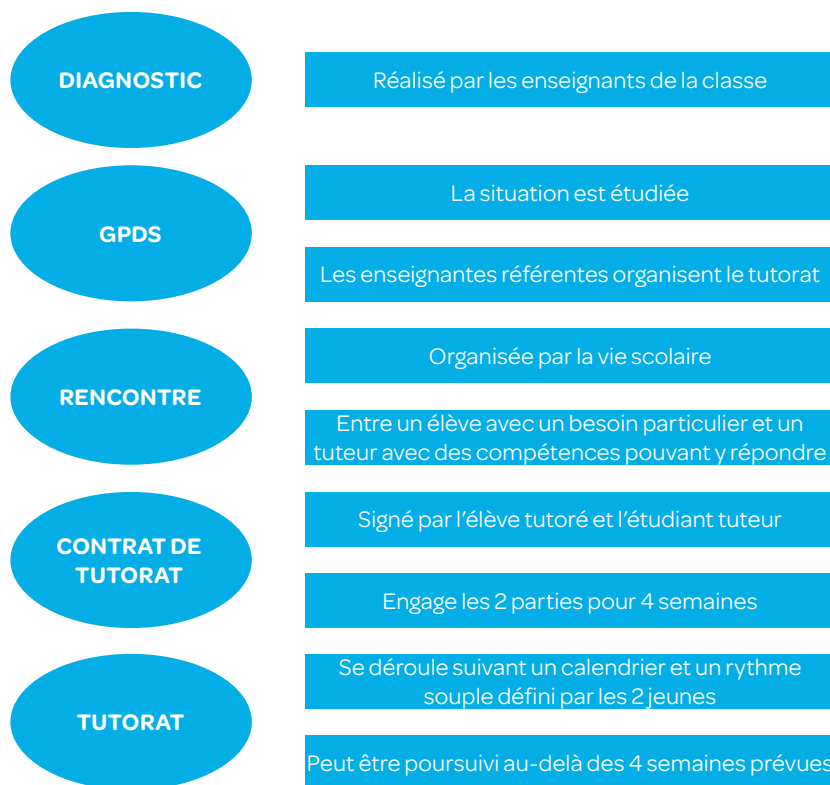 DIAGNOSTIC
Réalisé par les enseignants de la classe
GPDS
La situation est étudiée
Les enseignantes référentes organisent le tutorat
RENCONTRE
Organisée par la vie scolaire
Entre un élève avec un besoin particulier et un
tuteur avec des compétences pouvant y répondre
CONTRAT DE
TUTORAT
Signé par l’élève tutoré et l’étudiant tuteur
Engage les 2 parties pour 4 semaines
TUTORAT
Se déroule suivant un calendrier et un rythme
souple défini par les 2 jeunes
Peut être poursuivi au-delà des 4 semaines prévues